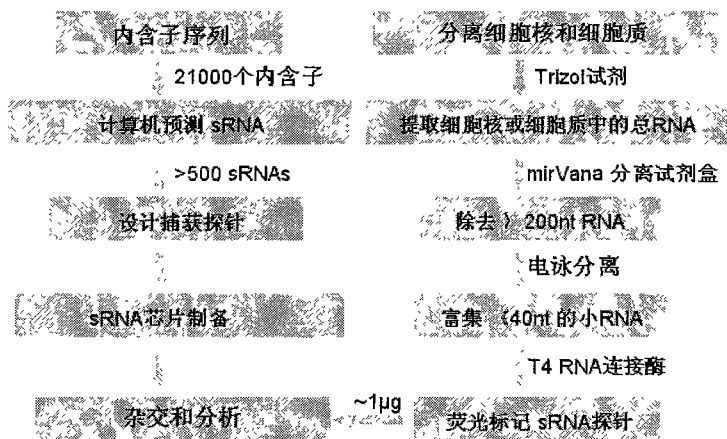 内含子序列
21000个内含子
计算机预测 sRNA
>500 sRNAs
设计捕获探针
sRNA芯片制备
杂交和分析
分离细胞核和细胞质
Trizol试剂
提取细胞核或细胞质中的总RNA
mirVana 分离试剂盒
除去 〉200nt RNA
电泳分离
富集 〈40nt 的小RNA
T4 RNA连接酶
荧光标记 sRNA探针
~1μg